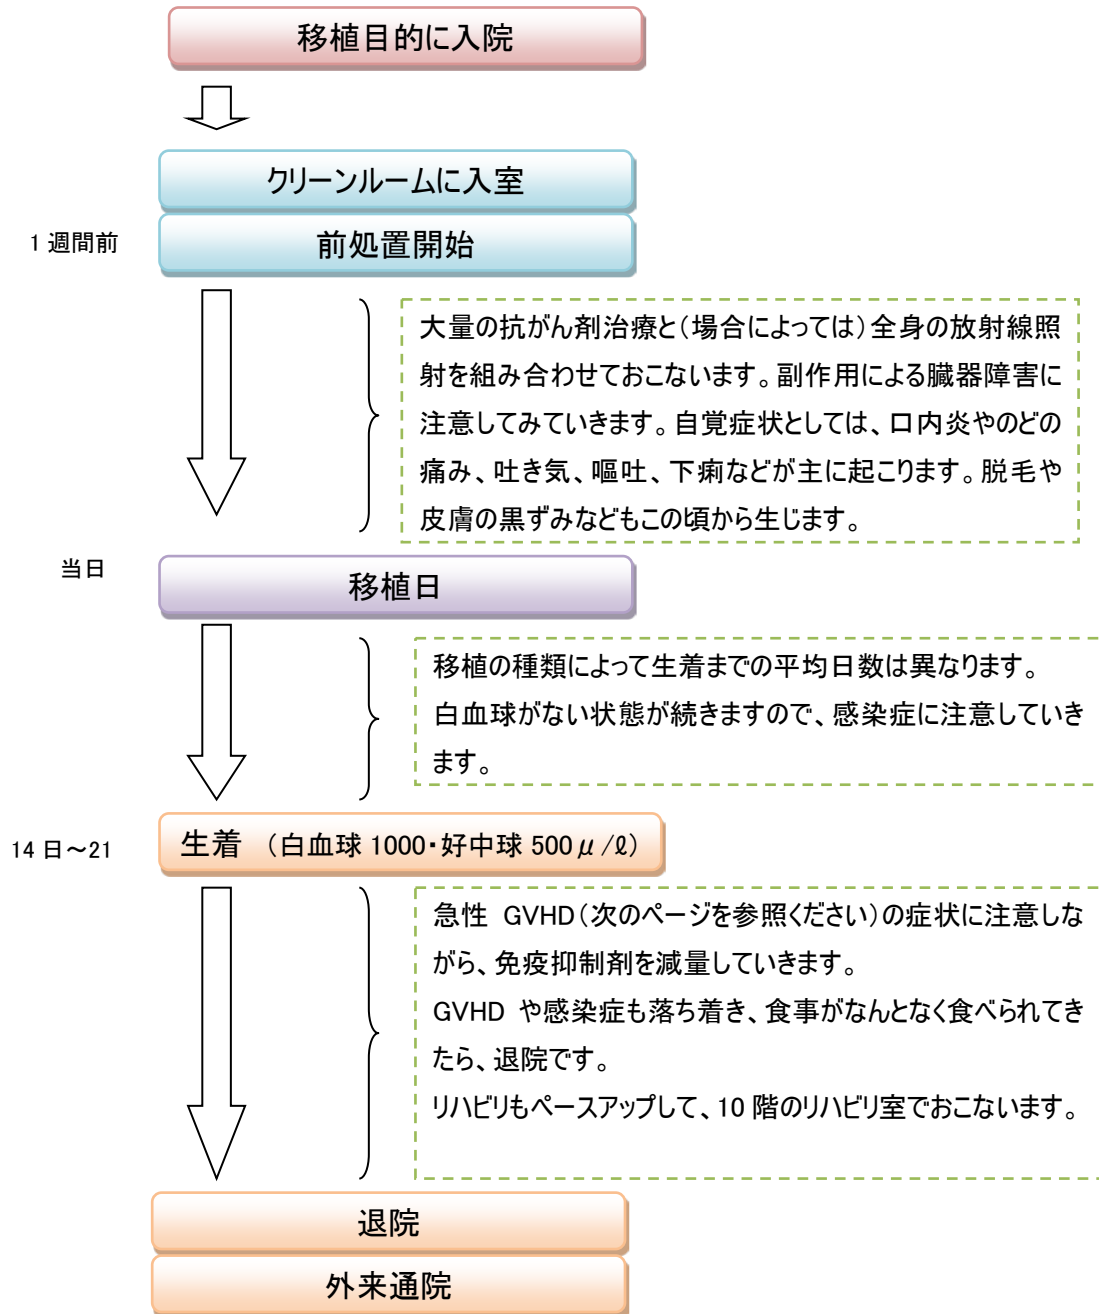 移植目的に入院
クリーンルームに入室
1 週間前
前処置開始
大量の抗がん剤治療と（場合によっては）全身の放射線照
射を組み合わせておこないます。副作用による臓器障害に
注意してみていきます。自覚症状としては、口内炎やのどの
痛み、吐き気、嘔吐、下痢などが主に起こります。脱毛や
皮膚の黒ずみなどもこの頃から生じます。
当日
移植日
移植の種類によって生着までの平均日数は異なります。
白血球がない状態が続きますので、感染症に注意していき
ます。
14 日～21
生着 （白血球 1000・好中球 500μ/ℓ）
急性 GVHD（次のページを参照ください）の症状に注意しな
がら、免疫抑制剤を減量していきます。
GVHD や感染症も落ち着き、食事がなんとなく食べられてき
たら、退院です。
リハビリもペースアップして、10 階のリハビリ室でおこないます。
退院
外来通院